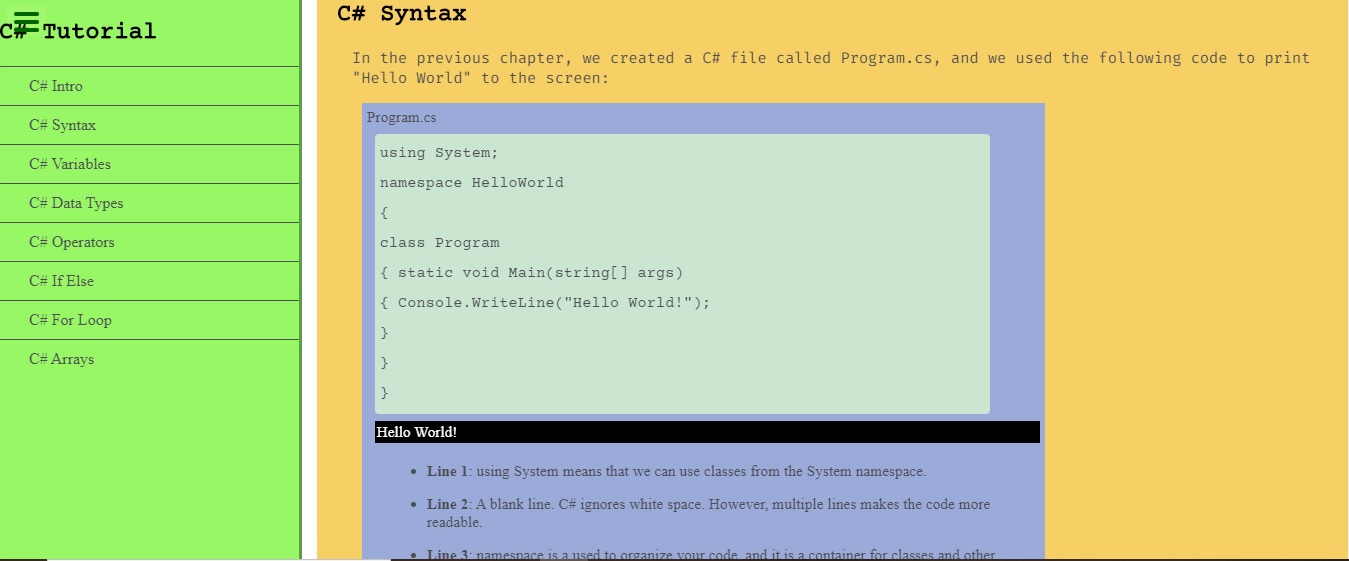 C# Tutorial
C# Intro
C# Syntax
C# Variables
C# Data Types
C# Operators
C# If Else
C# For Loop
C# Arrays
C# Syntax
In the previous chapter, we created a C# file called Program.cs, and we used the following code to print
"Hello World" to the screen:
Program.cs
using System;
namespace HelloWorld
{
class Program
{ static void Main(string[] args)
{ Console.WriteLine("Hello World!");
}
}
}
Hello World!
• Line 1: using System means that we can use classes from the System namespace.
• Line 2: A blank line. C# ignores white space. However, multiple lines makes the code more
readable.
• Line 3: namespace is a used to organize your code, and it is a container for classes and other